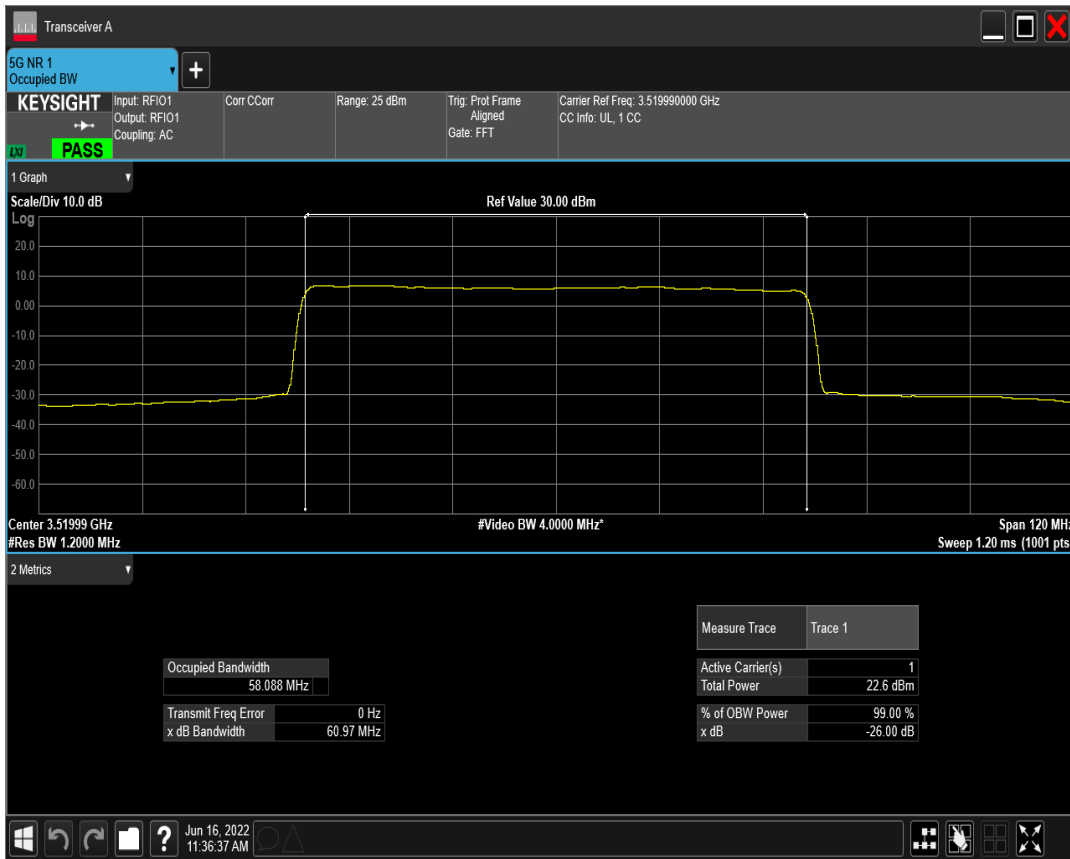 Transceiver A
5G NR 1
Occupied BW
KEYSIGHT
LXI
PASS
Input: RFIO1
Output: RFIO1
Coupling: AC
Corr CCorr
Range: 25 dBm
Trig: Prot Frame
Aligned
Gate: FFT
Carrier Ref Freq: 3.519990000 GHz
CC Info: UL, 1 CC
1 Graph
Scale/Div 10.0 dB
Ref Value 30.00 dBm
Log
20.0
10.0
0.00
-10.0
-20.0
-30.0
-40.0
-50.0
-60.0
Center 3.51999 GHz
#Video BW 4.0000 MHz*
Span 120 MHz
#Res BW 1.2000 MHz
Sweep 1.20 ms (1001 pts
2 Metrics
Measure Trace Trace 1
Occupied Bandwidth
58.088 MHz
Active Carrier(s) 1
Total Power 22.6 dBm
Transmit Freq Error 0 Hz
x dB Bandwidth 60.97 MHz
% of OBW Power 99.00 %
x dB -26.00 dB
?
Jun 16, 2022
11:36:37 AM